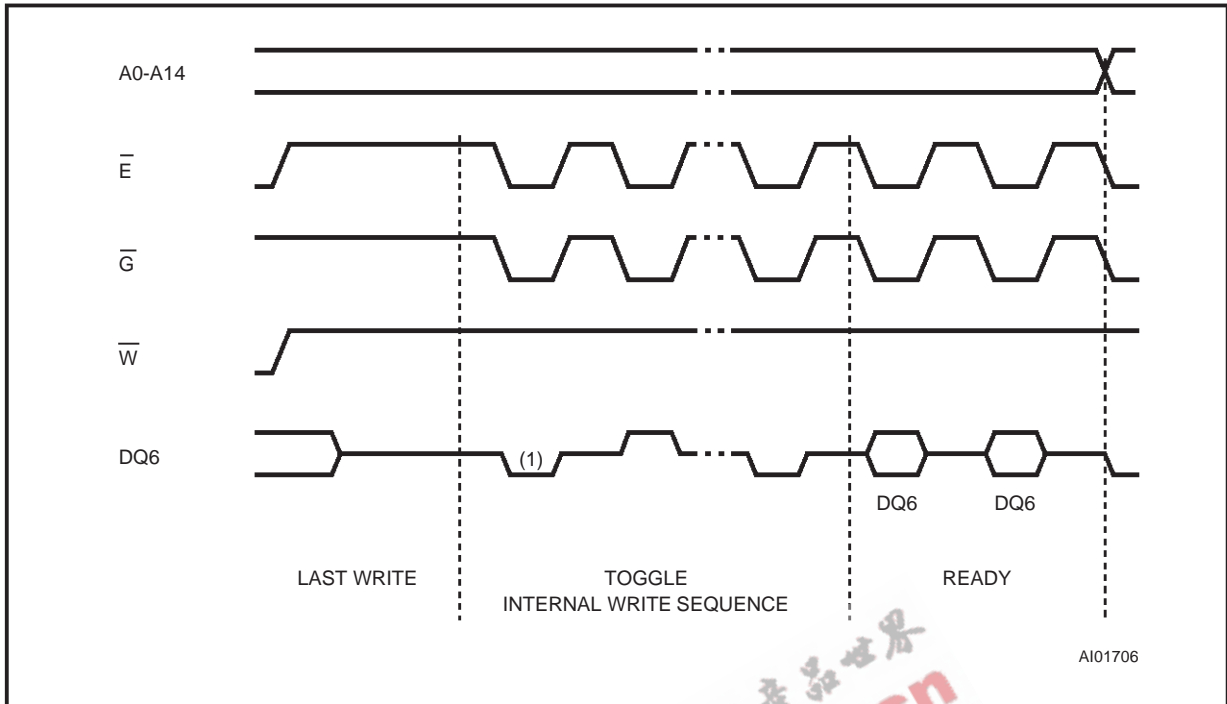 A0-A14
E
G
W
DQ6
(1)
DQ6 DQ6
LAST WRITE TOGGLE READY
INTERNAL WRITE SEQUENCE
AI01706